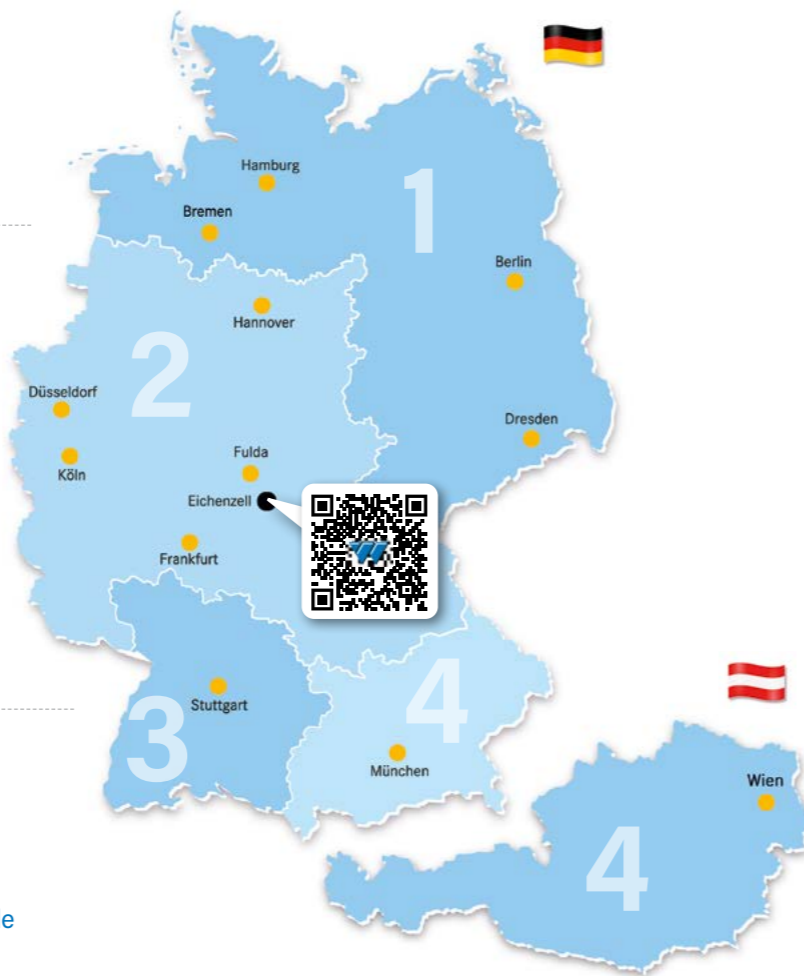 Hamburg
1
Bremen
Berlin
Hannover
2
Düsseldorf
Dresden
Fulda
Köln
Eichenzell
Frankfurt
4
Stuttgart
3
München
Wien
4
e